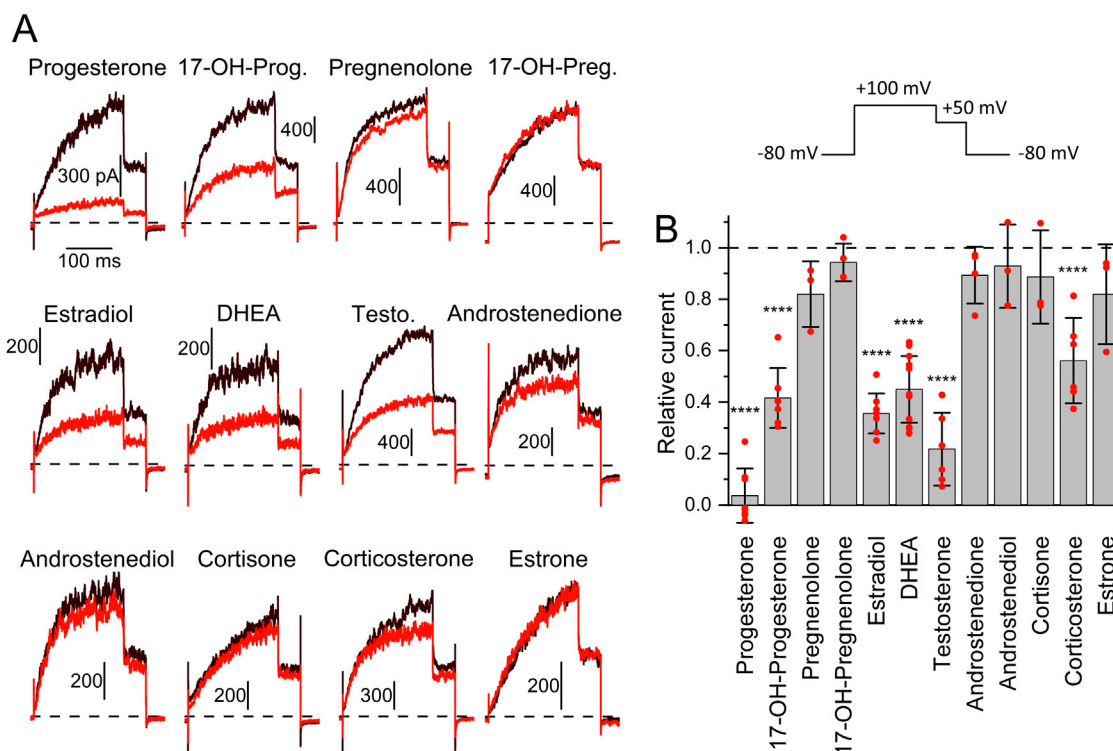 A
Progesterone 17-OH-Prog. Pregnenolone 17-OH-Preg.
300 pA 400 400 400
100 ms
Estradiol DHEA Testo. Androstenedione
200 200 400 200
Androstenediol Cortisone Corticosterone Estrone
200 200 300 200
+100 mV
+50 mV
-80 mV -80 mV
B
Relative current
1.0
0.8
0.6
0.4
0.2
0.0
**** **** **** **** **** ****
Progesterone
17-OH-Progesterone
Pregnenolone
17-OH-Pregnenolone
Estradiol
DHEA
Testosterone
Androstenedione
Androstenediol
Cortisone
Corticosterone
Estrone